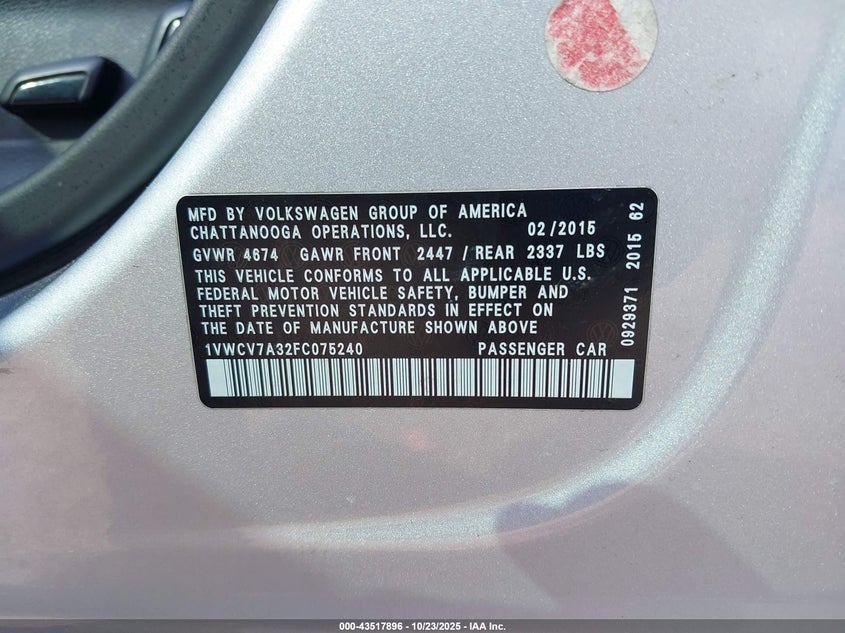 MFD BY VOLKSWAGEN GROUP OF AMERICA
CHATTANOOGA OPERATIONS, LLC. 02/2015
GVWR 4674 GAWR FRONT 2447 / REAR 2337 LBS
THIS VEHICLE CONFORMS TO ALL APPLICABLE U.S.
FEDERAL MOTOR VEHICLE SAFETY, BUMPER AND
THEFT PREVENTION STANDARDS IN EFFECT ON
THE DATE OF MANUFACTURE SHOWN ABOVE
1VWCV7A32FC075240 PASSENGER CAR
0929371 2015 62
000-43517896 - 10/23/2025 - IAA Inc.